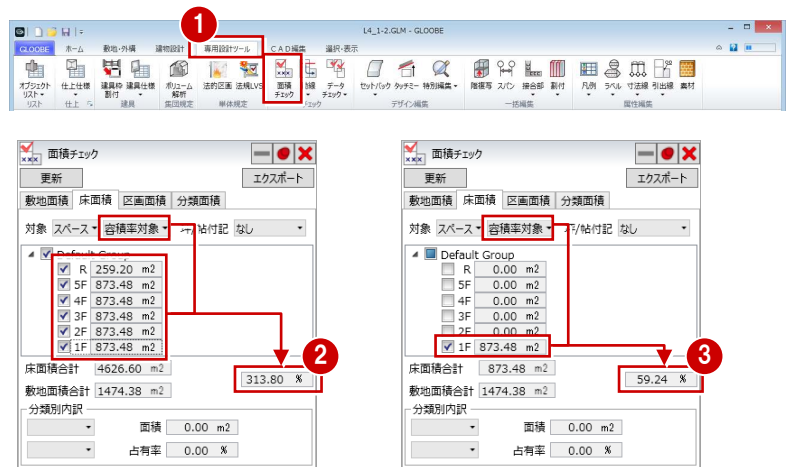 1
L4_1-2.GLM - GLOOBE
GLOOBE ホーム 敷地・外構 建物設計 専用設計ツール CAD編集 選択・表示
オブジェクト リスト 仕上仕様 建具枠 割付 建具仕様 ボリューム 解析 法的区画 法規LVS 面積 チェック 線 データ チェック セットバック タッチミー 特別編集 階複写 スパン 接合部 割付 凡例 ラベル 寸法線 引出線 素材
リスト 仕上 建具 集団規定 単体規定 デザイン編集 一括編集 属性編集
面積チェック
更新 エクスポート
敷地面積 床面積 区画面積 分類面積
対象 スペース 容積率対象 坪/帖付記 なし
Default Group
R 259.20 m2
5F 873.48 m2
4F 873.48 m2
3F 873.48 m2
2F 873.48 m2
1F 873.48 m2
2
床面積合計 4626.60 m2
313.80 %
敷地面積合計 1474.38 m2
分類別内訳
面積 0.00 m2
占有率 0.00 %
面積チェック
更新 エクスポート
敷地面積 床面積 区画面積 分類面積
対象 スペース 容積率対象 坪/帖付記 なし
Default Group
R 0.00 m2
5F 0.00 m2
4F 0.00 m2
3F 0.00 m2
2F 0.00 m2
1F 873.48 m2
3
床面積合計 873.48 m2
59.24 %
敷地面積合計 1474.38 m2
分類別内訳
面積 0.00 m2
占有率 0.00 %